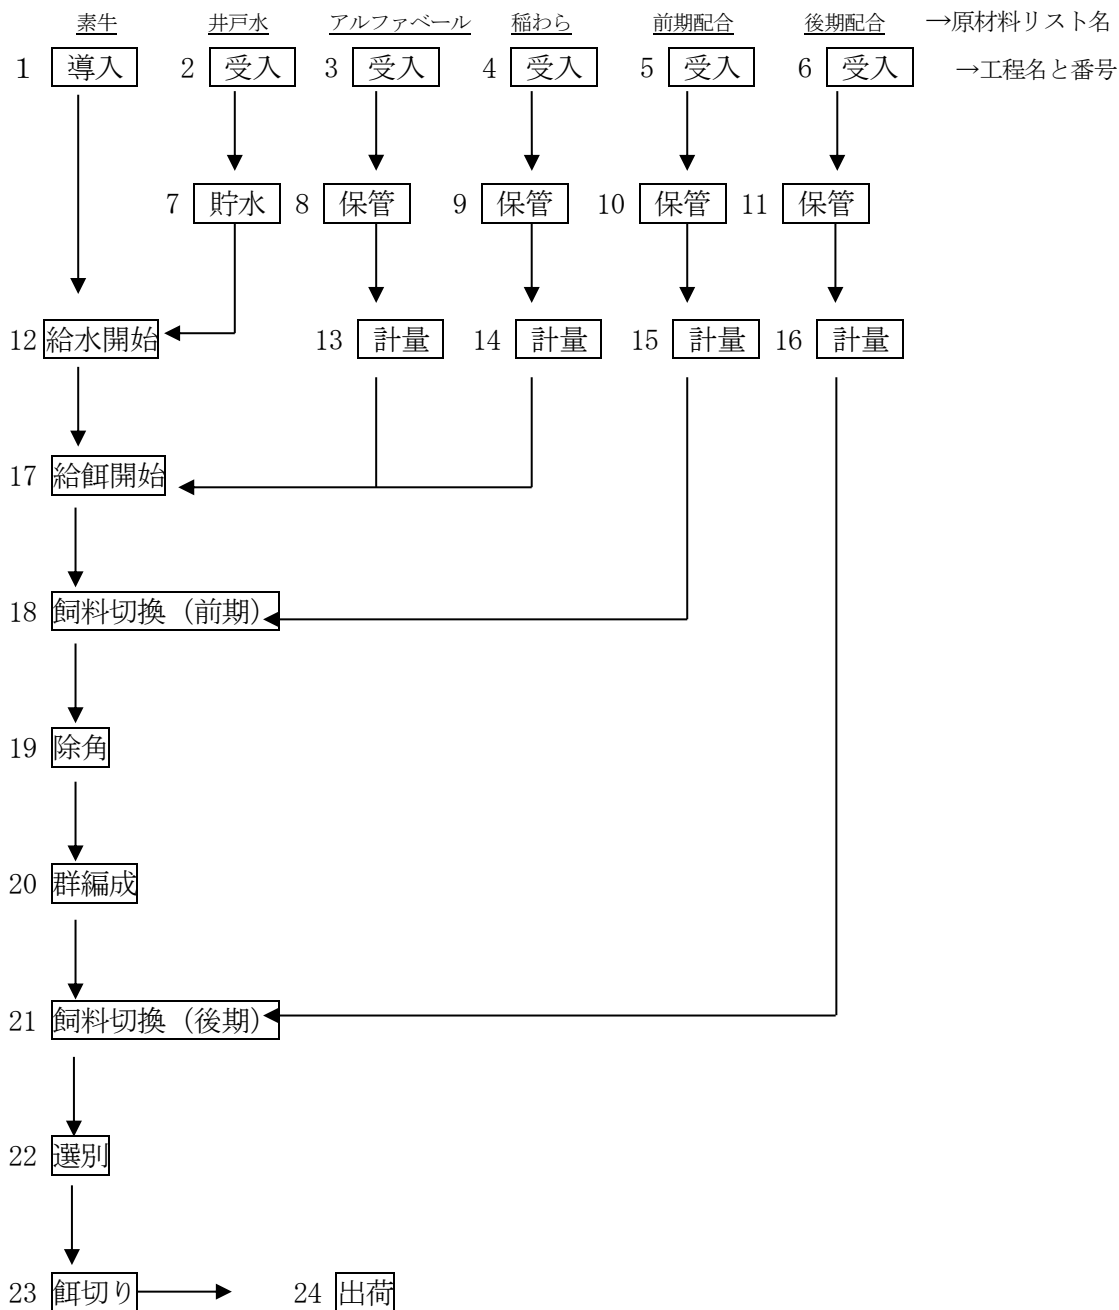 素牛 井戸水 アルファベール 稲わら 前期配合 後期配合 →原材料リスト名
1 導入 2 受入 3 受入 4 受入 5 受入 6 受入 →工程名と番号
7 貯水 8 保管 9 保管 10 保管 11 保管
12 給水開始 13 計量 14 計量 15 計量 16 計量
17 給餌開始
18 飼料切換（前期）
19 除角
20 群編成
21 飼料切換（後期）
22 選別
23 餌切り 24 出荷